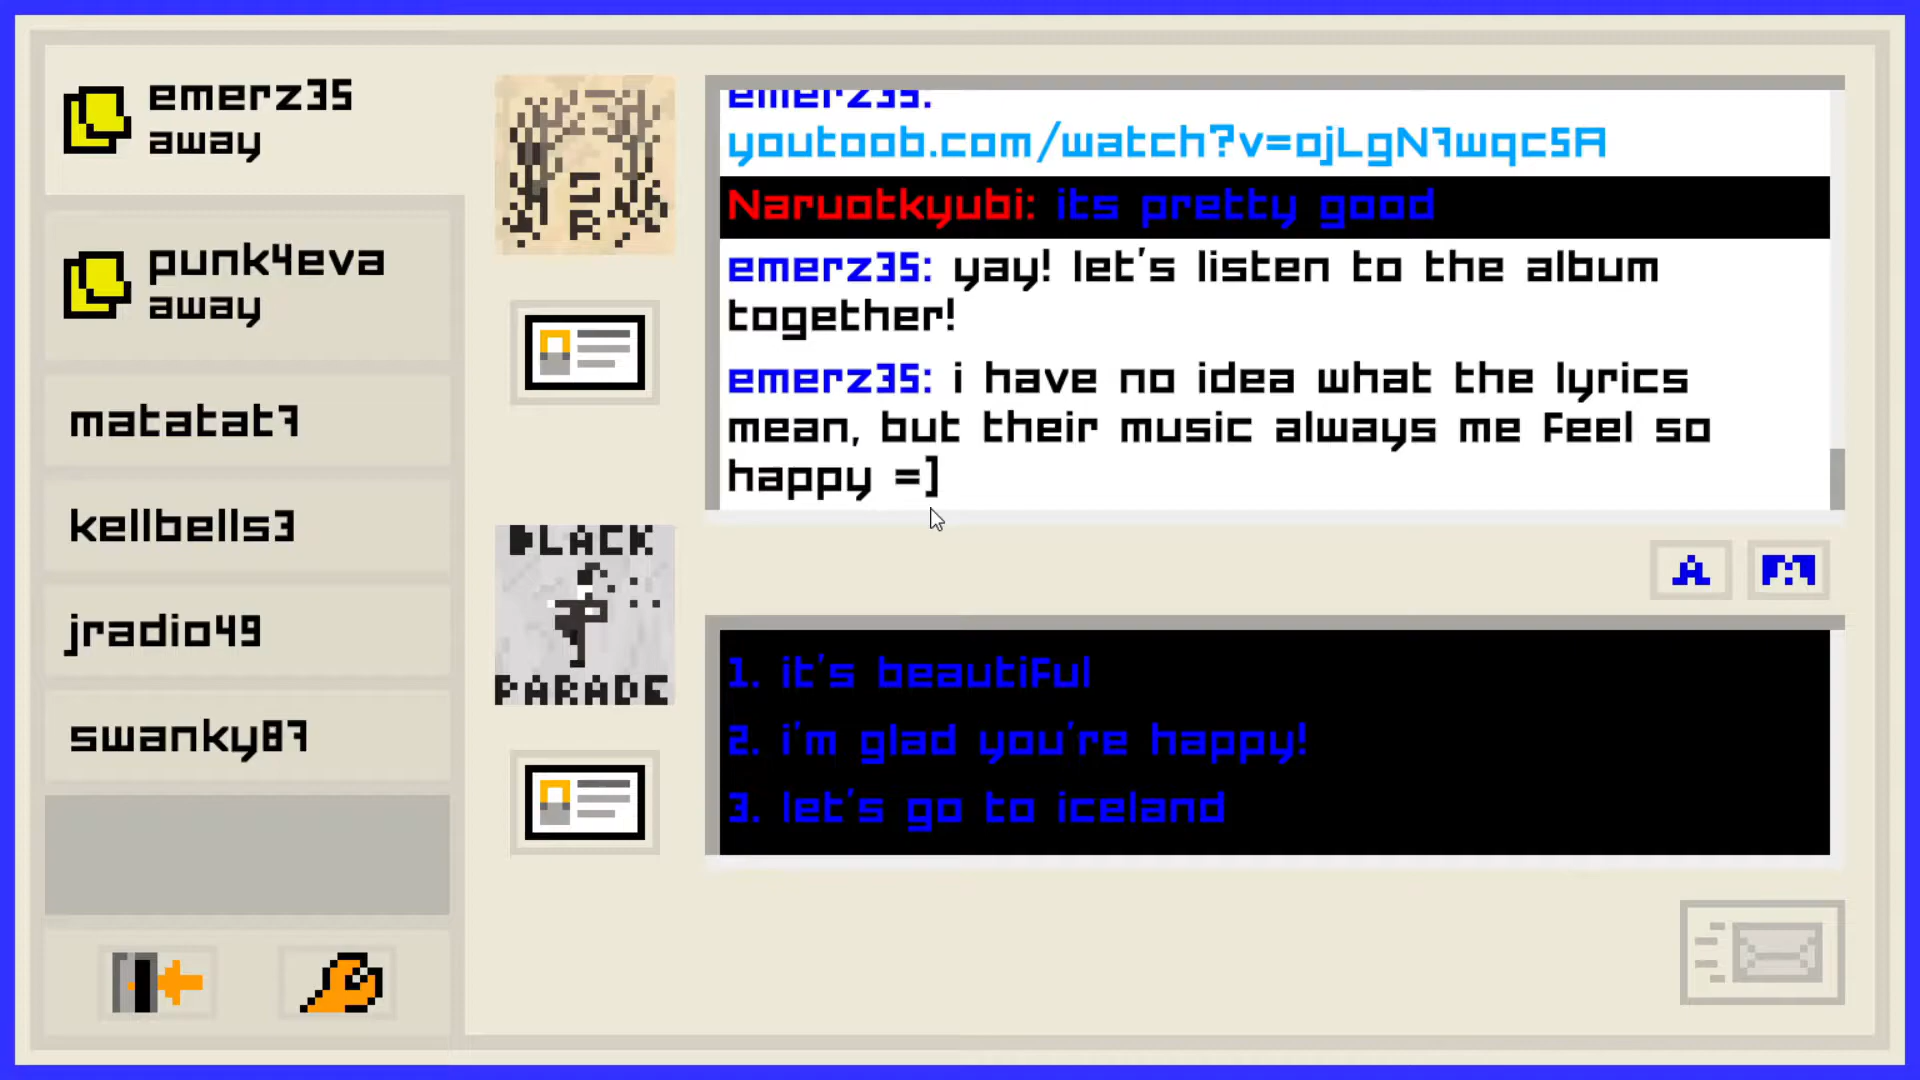 emerz35
away
punk4eva
away
matatat7
kellbells3
jradio49
swanky87
S
R
BLACK
PARADE
emerz35:
youtoob.com/watch?v=ojLgN7wqc5A
Naruotkyubi: its pretty good
emerz35: yay! let's listen to the album
together!
emerz35: i have no idea what the lyrics
mean, but their music always me feel so
happy =]
A
1. it's beautiful
2. i'm glad you're happy!
3. let's go to iceland